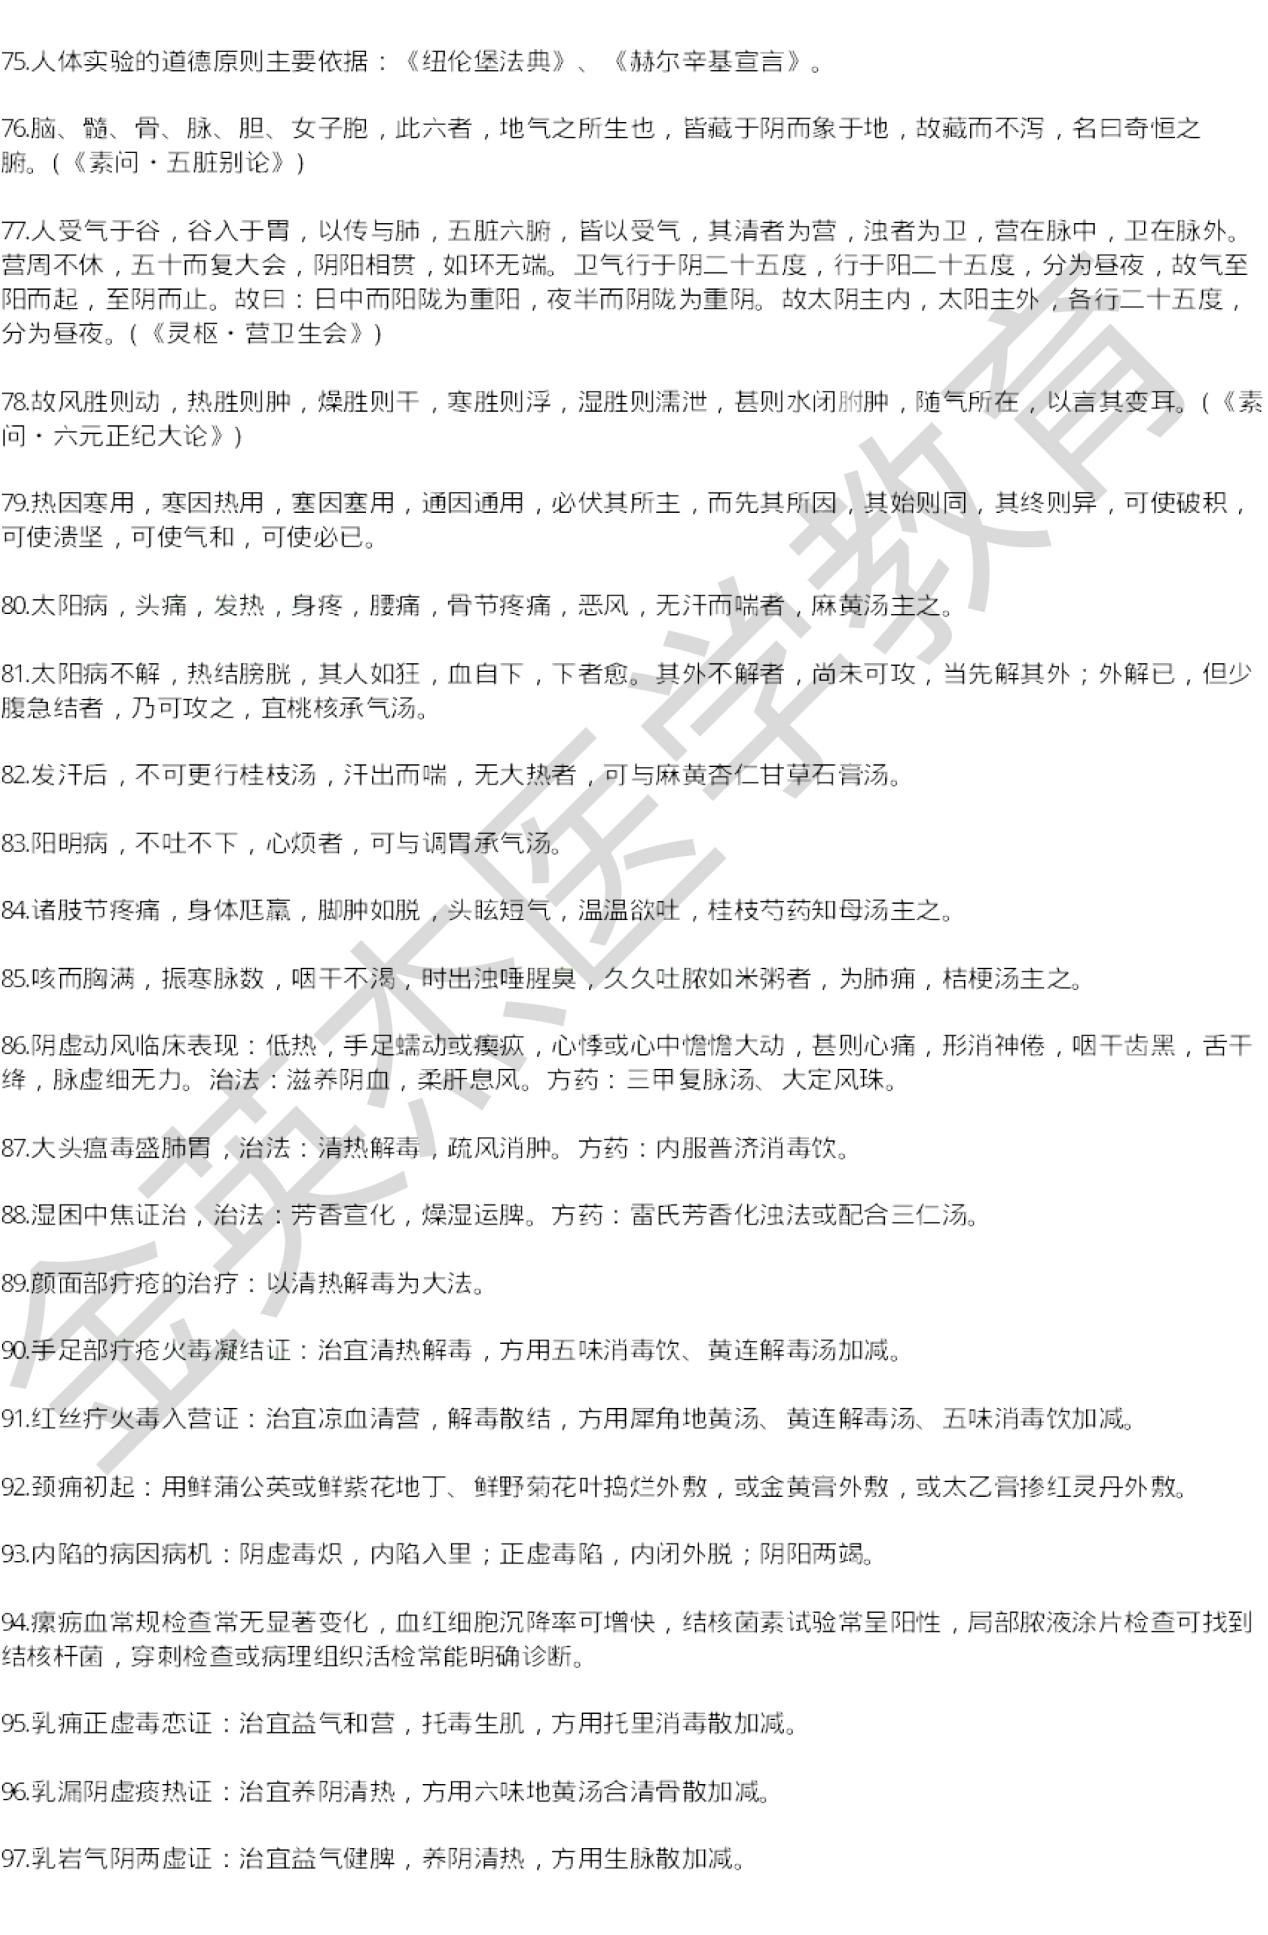 75.人体实验的道德原则主要依据：《纽伦堡法典》、《赫尔辛基宣言》。
76.脑、髓、骨、脉、胆、女子胞，此六者，地气之所生也，皆藏于阴而象于地，故藏而不泻，名曰奇恒之
腑。(《素问·五脏别论》)
77.人受气于谷，谷入于胃，以传与肺，五脏六腑，皆以受气，其清者为营，浊者为卫，营在脉中，卫在脉外。
营周不休，五十而复大会，阴阳相贯，如环无端。卫气行于阴二十五度，行于阳二十五度，分为昼夜，故气至
阳而起，至阴而止。故曰：日中而阳陇为重阳，夜半而阴陇为重阴。故太阴主内，太阳主外，各行二十五度，
分为昼夜。(《灵枢·营卫生会》)
78.故风胜则动，热胜则肿，燥胜则干，寒胜则浮，湿胜则濡泄，甚则水闭胕肿，随气所在，以言其变耳。(《素
问·六元正纪大论》)
79.热因寒用，寒因热用，塞因塞用，通因通用，必伏其所主，而先其所因，其始则同，其终则异，可使破积，
可使溃坚，可使气和，可使必已。
80.太阳病，头痛，发热，身疼，腰痛，骨节疼痛，恶风，无汗而喘者，麻黄汤主之。
81.太阳病不解，热结膀胱，其人如狂，血自下，下者愈。其外不解者，尚未可攻，当先解其外；外解已，但少
腹急结者，乃可攻之，宜桃核承气汤。
82.发汗后，不可更行桂枝汤，汗出而喘，无大热者，可与麻黄杏仁甘草石膏汤。
83.阳明病，不吐不下，心烦者，可与调胃承气汤。
84.诸肢节疼痛，身体尪羸，脚肿如脱，头眩短气，温温欲吐，桂枝芍药知母汤主之。
85.咳而胸满，振寒脉数，咽干不渴，时出浊唾腥臭，久久吐脓如米粥者，为肺痈，桔梗汤主之。
86.阴虚动风临床表现：低热，手足蠕动或瘈疭，心悸或心中憺憺大动，甚则心痛，形消神倦，咽干齿黑，舌干
绛，脉虚细无力。治法：滋养阴血，柔肝息风。方药：三甲复脉汤、大定风珠。
87.大头瘟毒盛肺胃，治法：清热解毒，疏风消肿。方药：内服普济消毒饮。
88.湿困中焦证治，治法：芳香宣化，燥湿运脾。方药：雷氏芳香化浊法或配合三仁汤。
89.颜面部疔疮的治疗：以清热解毒为大法。
90.手足部疔疮火毒凝结证：治宜清热解毒，方用五味消毒饮、黄连解毒汤加减。
91.红丝疔火毒入营证：治宜凉血清营，解毒散结，方用犀角地黄汤、黄连解毒汤、五味消毒饮加减。
92.颈痈初起：用鲜蒲公英或鲜紫花地丁、鲜野菊花叶捣烂外敷，或金黄膏外敷，或太乙膏掺红灵丹外敷。
93.内陷的病因病机：阴虚毒炽，内陷入里；正虚毒陷，内闭外脱；阴阳两竭。
94.瘰疬血常规检查常无显著变化，血红细胞沉降率可增快，结核菌素试验常呈阳性，局部脓液涂片检查可找到
结核杆菌，穿刺检查或病理组织活检常能明确诊断。
95.乳痈正虚毒恋证：治宜益气和营，托毒生肌，方用托里消毒散加减。
96.乳漏阴虚痰热证：治宜养阴清热，方用六味地黄汤合清骨散加减。
97.乳岩气阴两虚证：治宜益气健脾，养阴清热，方用生脉散加减。
金英杰医学教育